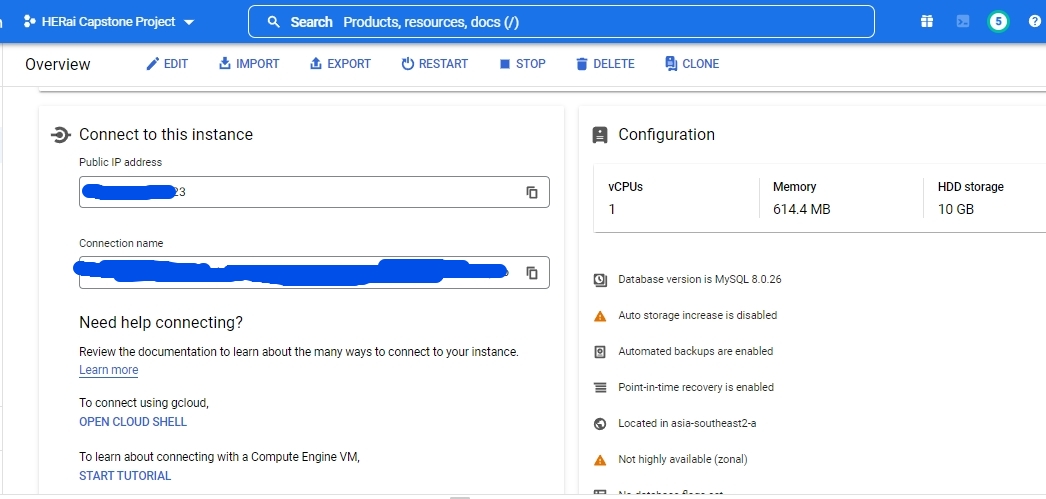 HERai Capstone Project
Search Products, resources, docs (/)
5
Overview
EDIT
IMPORT
EXPORT
RESTART
STOP
DELETE
CLONE
Connect to this instance
Public IP address
23
Connection name
Need help connecting?
Review the documentation to learn about the many ways to connect to your instance.
Learn more
To connect using gcloud,
OPEN CLOUD SHELL
To learn about connecting with a Compute Engine VM,
START TUTORIAL
Configuration
vCPUs
1
Memory
614.4 MB
HDD storage
10 GB
Database version is MySQL 8.0.26
Auto storage increase is disabled
Automated backups are enabled
Point-in-time recovery is enabled
Located in asia-southeast2-a
Not highly available (zonal)
No database flags set